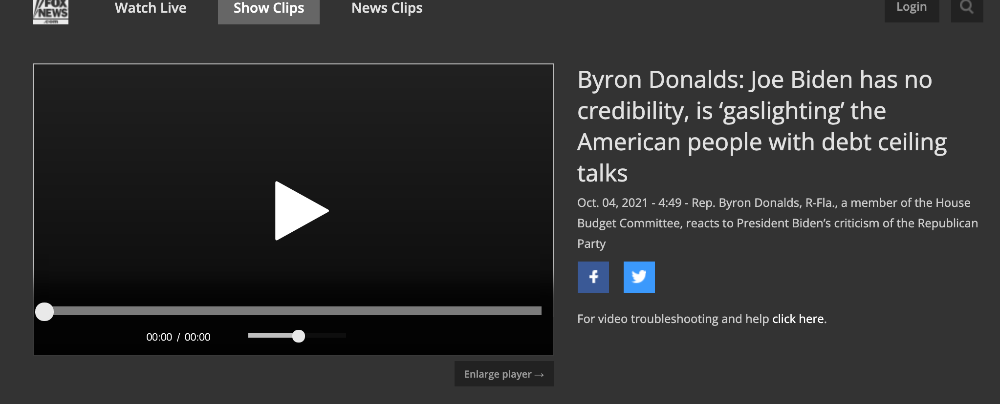 FOX
NEWS
.com
Watch Live
Show Clips
News Clips
Login
Byron Donalds: Joe Biden has no
credibility, is ‘gaslighting’ the
American people with debt ceiling
talks
Oct. 04, 2021 - 4:49 - Rep. Byron Donalds, R-Fla., a member of the House
Budget Committee, reacts to President Biden’s criticism of the Republican
Party
For video troubleshooting and help click here.
00:00 / 00:00
Enlarge player →